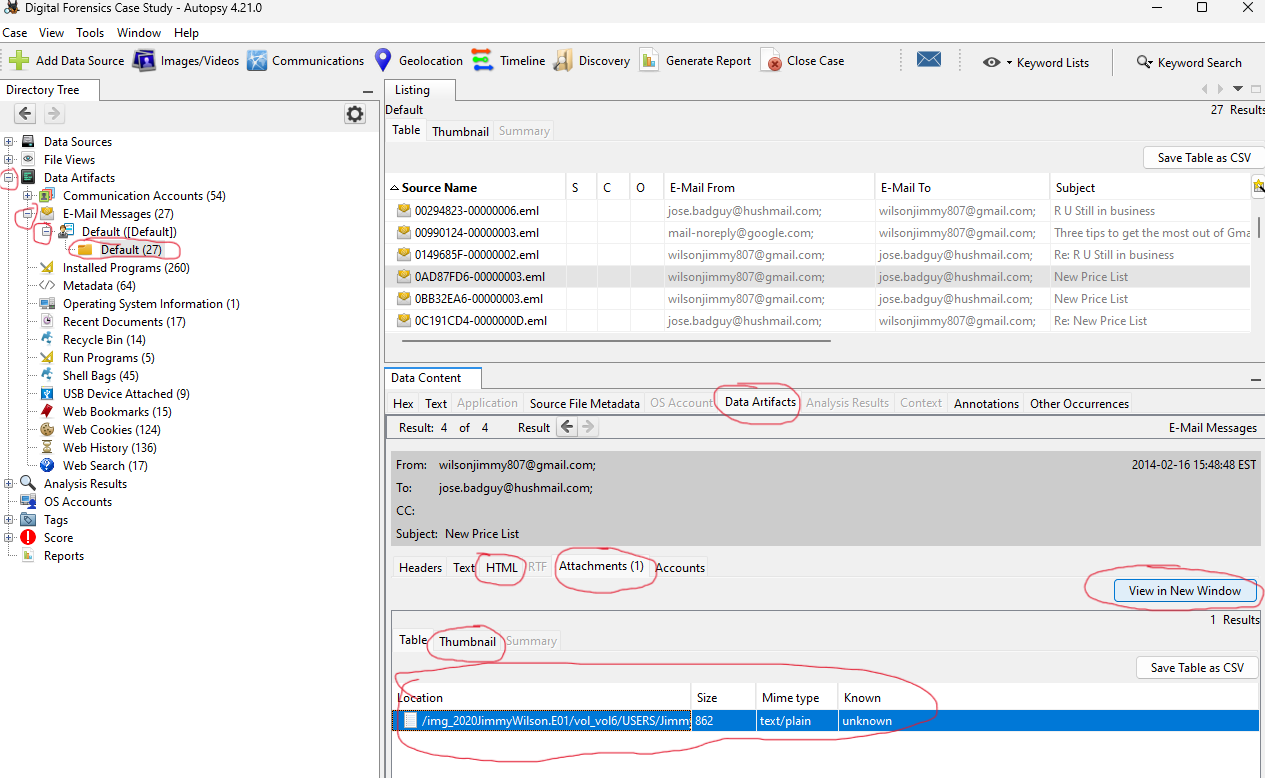 Digital Forensics Case Study - Autopsy 4.21.0
Case View Tools Window Help
Add Data Source Images/Videos Communications Geolocation Timeline Discovery Generate Report Close Case Keyword Lists Keyword Search
Directory Tree
Data Sources
File Views
Data Artifacts
Communication Accounts (54)
E-Mail Messages (27)
Default ([Default])
Default (27)
Installed Programs (260)
Metadata (64)
Operating System Information (1)
Recent Documents (17)
Recycle Bin (14)
Run Programs (5)
Shell Bags (45)
USB Device Attached (9)
Web Bookmarks (15)
Web Cookies (124)
Web History (136)
Web Search (17)
Analysis Results
OS Accounts
Tags
Score
Reports
Listing
Default
27 Results
Table Thumbnail Summary
Save Table as CSV
Source Name S C O E-Mail From E-Mail To Subject
00294823-00000006.eml jose.badguy@hushmail.com; wilsonjimmy807@gmail.com; R U Still in business
00990124-00000003.eml mail-noreply@google.com; wilsonjimmy807@gmail.com; Three tips to get the most out of Gma
0149685F-00000002.eml wilsonjimmy807@gmail.com; jose.badguy@hushmail.com; Re: R U Still in business
0AD87FD6-00000003.eml wilsonjimmy807@gmail.com; jose.badguy@hushmail.com; New Price List
0BB32EA6-00000003.eml wilsonjimmy807@gmail.com; jose.badguy@hushmail.com; New Price List
0C191CD4-0000000D.eml jose.badguy@hushmail.com; wilsonjimmy807@gmail.com; Re: New Price List
Data Content
Hex Text Application Source File Metadata OS Account Data Artifacts Analysis Results Context Annotations Other Occurrences
Result: 4 of 4 Result E-Mail Messages
From: wilsonjimmy807@gmail.com; 2014-02-16 15:48:48 EST
To: jose.badguy@hushmail.com;
CC:
Subject: New Price List
Headers Text HTML RTF Attachments (1) Accounts
View in New Window
1 Results
Table Thumbnail Summary
Save Table as CSV
Location Size Mime type Known
/img_2020JimmyWilson.E01/vol_vol6/USERS/Jimmy 862 text/plain unknown